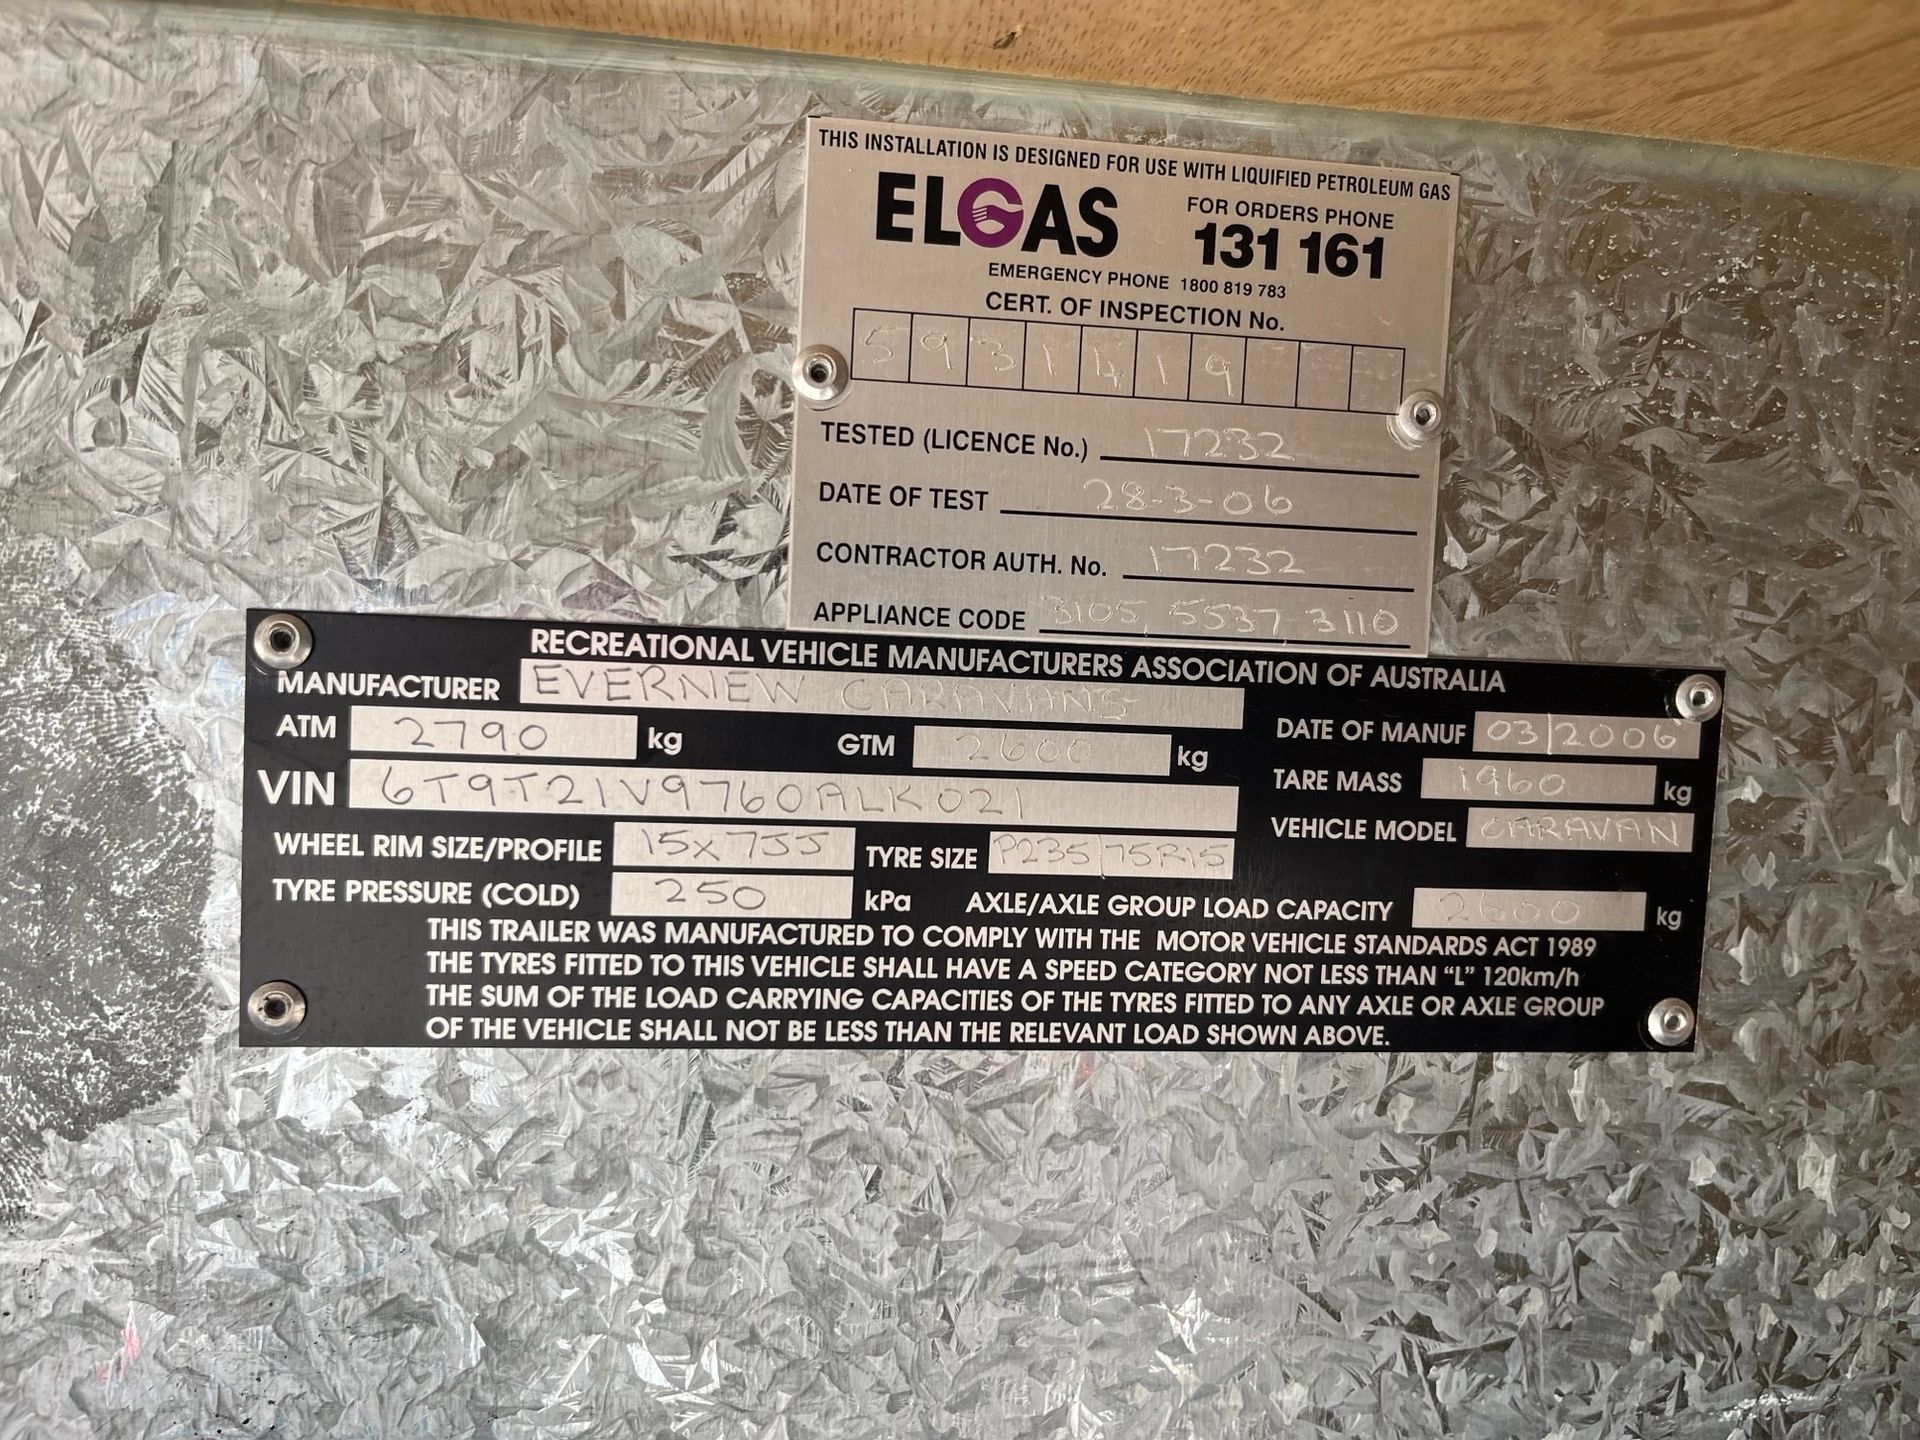 THIS INSTALLATION IS DESIGNED FOR USE WITH LIQUIFIED PETROLEUM GAS
ELGAS
FOR ORDERS PHONE
131 161
EMERGENCY PHONE 1800 819 783
CERT. OF INSPECTION No.
5931419
TESTED (LICENCE No.) 17232
DATE OF TEST 28-3-06
CONTRACTOR AUTH. No. 17232
APPLIANCE CODE 3105, 5537, 3110
RECREATIONAL VEHICLE MANUFACTURERS ASSOCIATION OF AUSTRALIA
MANUFACTURER EVERNEW CARAVANS
DATE OF MANUF 03/2006
ATM 2790 kg GTM 2600 kg
TARE MASS 1960 kg
VIN 6T9T21V9760ALK021
VEHICLE MODEL CARAVAN
WHEEL RIM SIZE/PROFILE 15x7JJ TYRE SIZE P235/75R15
TYRE PRESSURE (COLD) 250 kPa AXLE/AXLE GROUP LOAD CAPACITY 2600 kg
THIS TRAILER WAS MANUFACTURED TO COMPLY WITH THE MOTOR VEHICLE STANDARDS ACT 1989
THE TYRES FITTED TO THIS VEHICLE SHALL HAVE A SPEED CATEGORY NOT LESS THAN "L" 120km/h
THE SUM OF THE LOAD CARRYING CAPACITIES OF THE TYRES FITTED TO ANY AXLE OR AXLE GROUP
OF THE VEHICLE SHALL NOT BE LESS THAN THE RELEVANT LOAD SHOWN ABOVE.